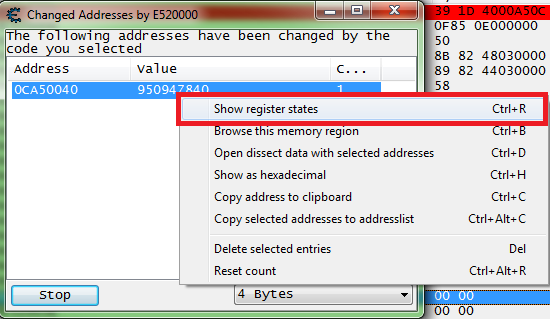 Changed Addresses by E520000
The following addresses have been changed by the
code you selected
Address Value C...
0CA50040 950947840 1
Show register states Ctrl+R
Browse this memory region Ctrl+B
Open dissect data with selected addresses Ctrl+D
Show as hexadecimal Ctrl+H
Copy address to clipboard Ctrl+C
Copy selected addresses to addresslist Ctrl+Alt+C
Delete selected entries Del
Reset count Ctrl+Alt+R
Stop 4 Bytes
39 1D 4000A50C
0F85 0E000000
50
8B 82 48030000
89 82 44030000
58
00 00
00 00